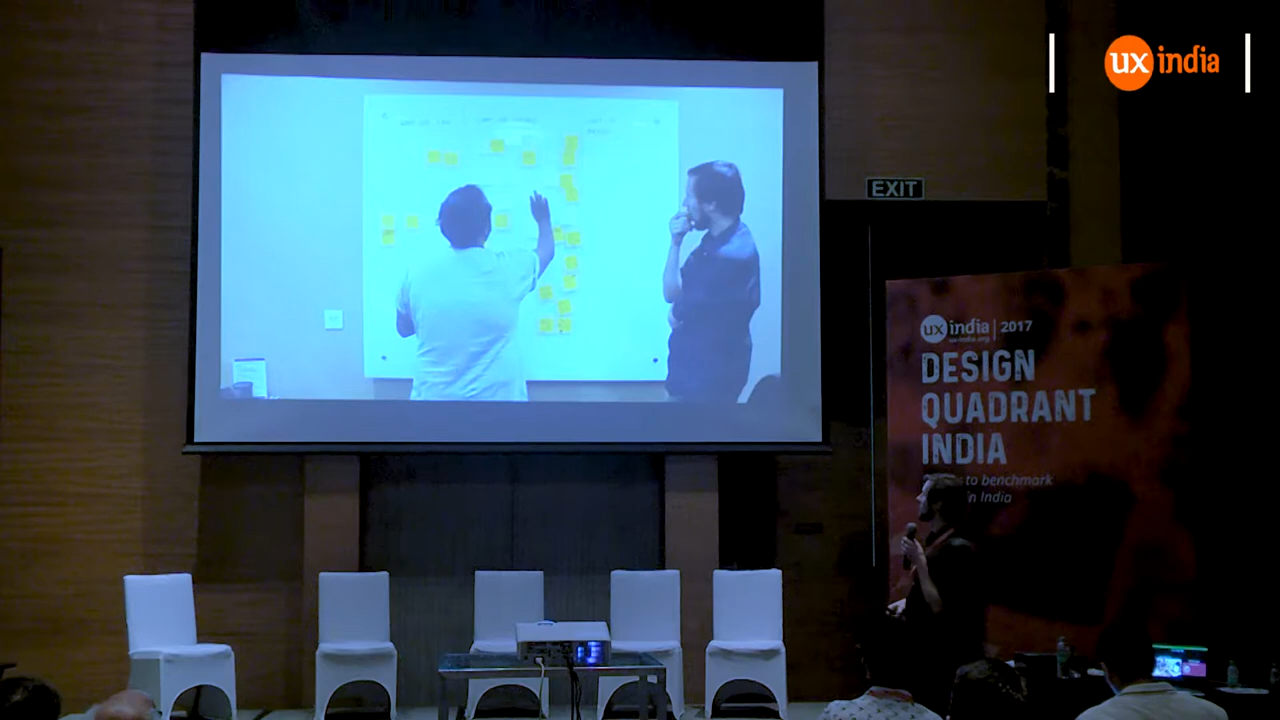 ux india
EXIT
ux india | 2017
ux-india.org
DESIGN
QUADRANT
INDIA
to benchmark
in India